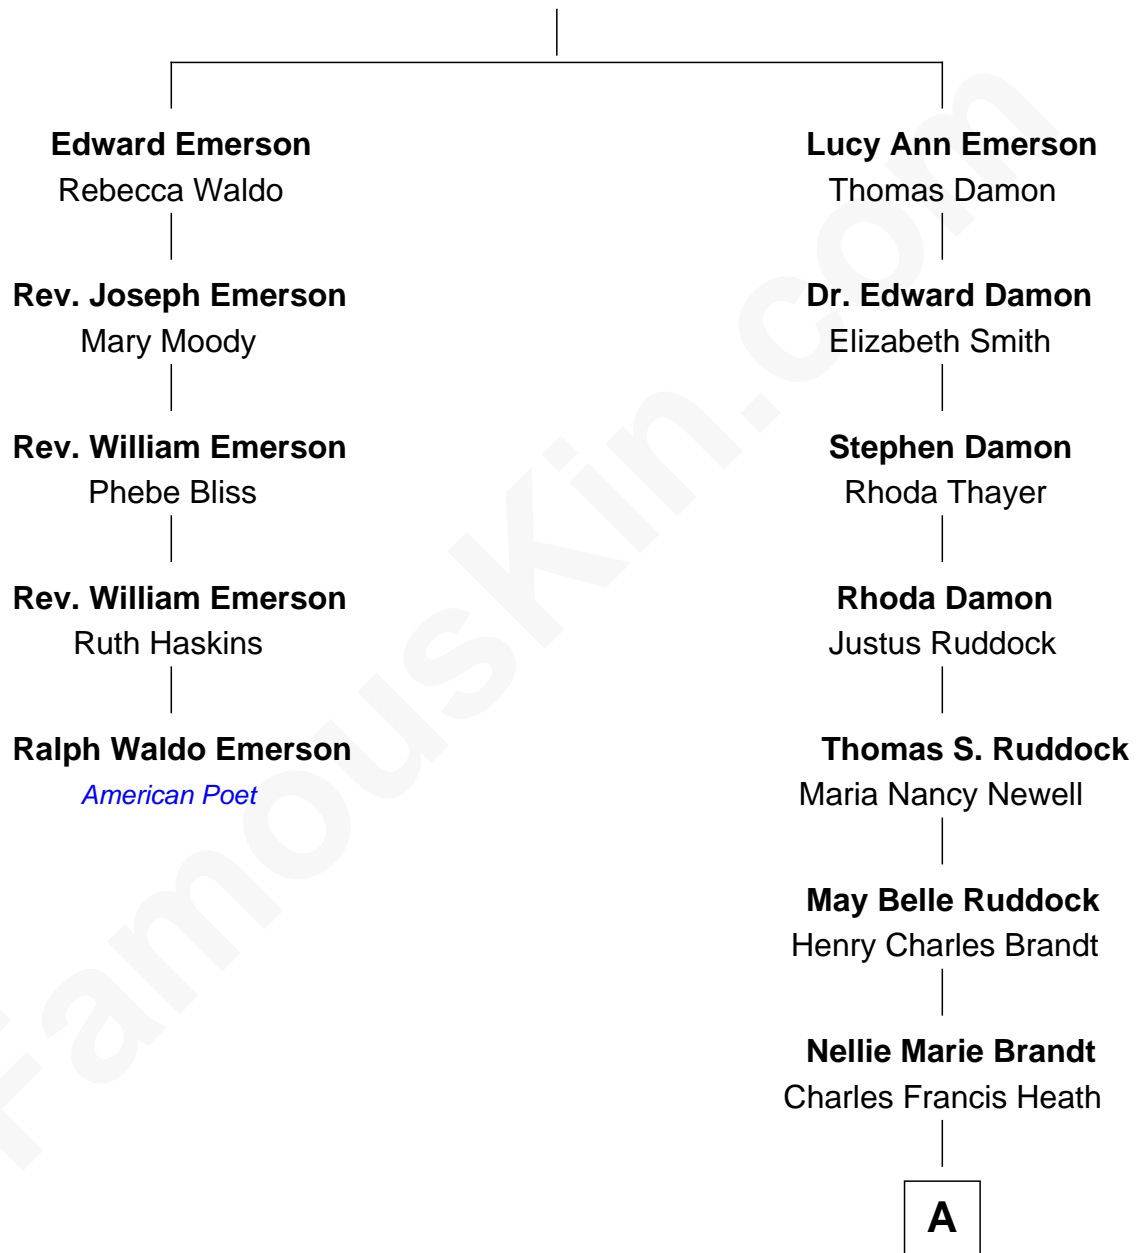 Edward Emerson
Rebecca Waldo
Rev. Joseph Emerson
Mary Moody
Rev. William Emerson
Phebe Bliss
Rev. William Emerson
Ruth Haskins
Ralph Waldo Emerson
American Poet
Lucy Ann Emerson
Thomas Damon
Dr. Edward Damon
Elizabeth Smith
Stephen Damon
Rhoda Thayer
Rhoda Damon
Justus Ruddock
Thomas S. Ruddock
Maria Nancy Newell
May Belle Ruddock
Henry Charles Brandt
Nellie Marie Brandt
Charles Francis Heath
A
FamousKin.com